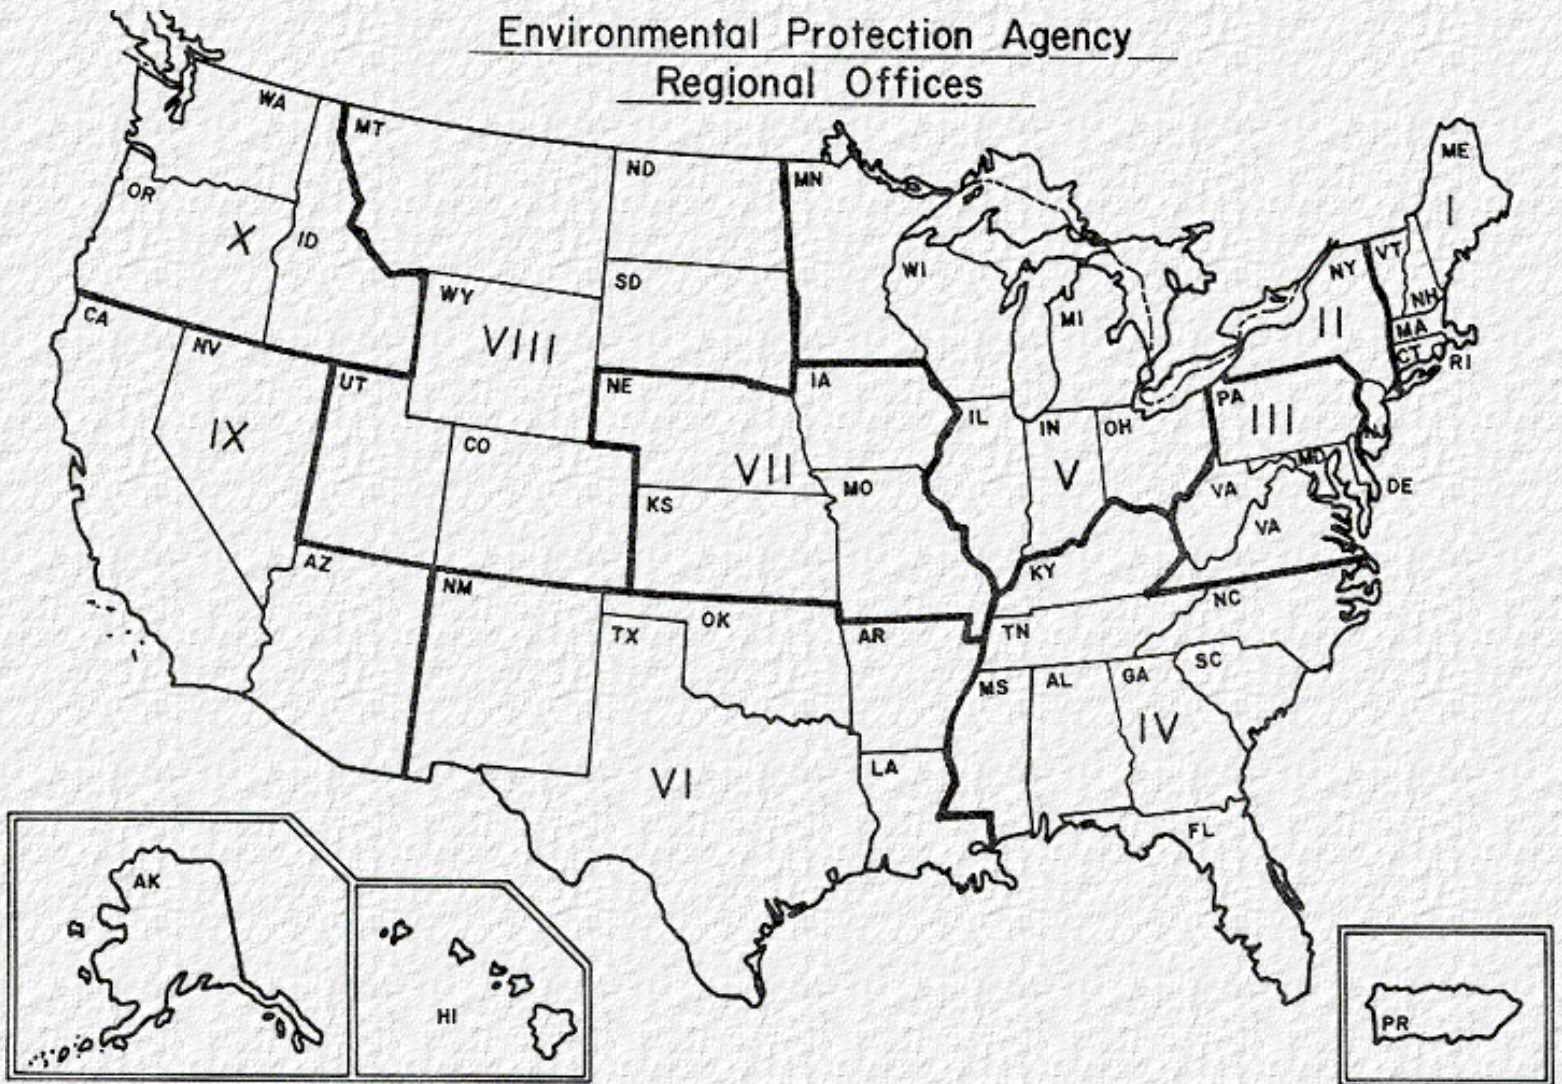 Environmental Protection Agency
Regional Offices
WA
MT
ND
MN
ME
OR
I
X
ID
VT
WI
NY
SD
WY
NH
CA
MI
II
MA
VIII
NV
CT
RI
UT
IA
NE
PA
IL
IN
OH
III
IX
CO
NJ
MD
VII
V
MO
VA
DE
KS
VA
AZ
KY
NM
NC
OK
TN
TX
AR
SC
MS
AL
GA
IV
LA
VI
FL
AK
HI
PR